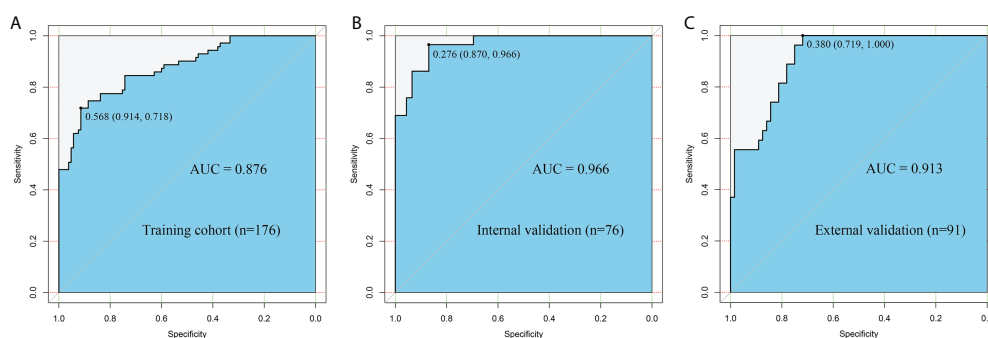 A
Sensitivity
1.0
0.8
0.6
0.4
0.2
0.0
0.568 (0.914, 0.718)
AUC = 0.876
Training cohort (n=176)
1.0 0.8 0.6 0.4 0.2 0.0
Specificity
B
Sensitivity
1.0
0.8
0.6
0.4
0.2
0.0
0.276 (0.870, 0.966)
AUC = 0.966
Internal validation (n=76)
1.0 0.8 0.6 0.4 0.2 0.0
Specificity
C
Sensitivity
1.0
0.8
0.6
0.4
0.2
0.0
0.380 (0.719, 1.000)
AUC = 0.913
External validation (n=91)
1.0 0.8 0.6 0.4 0.2
Specificity